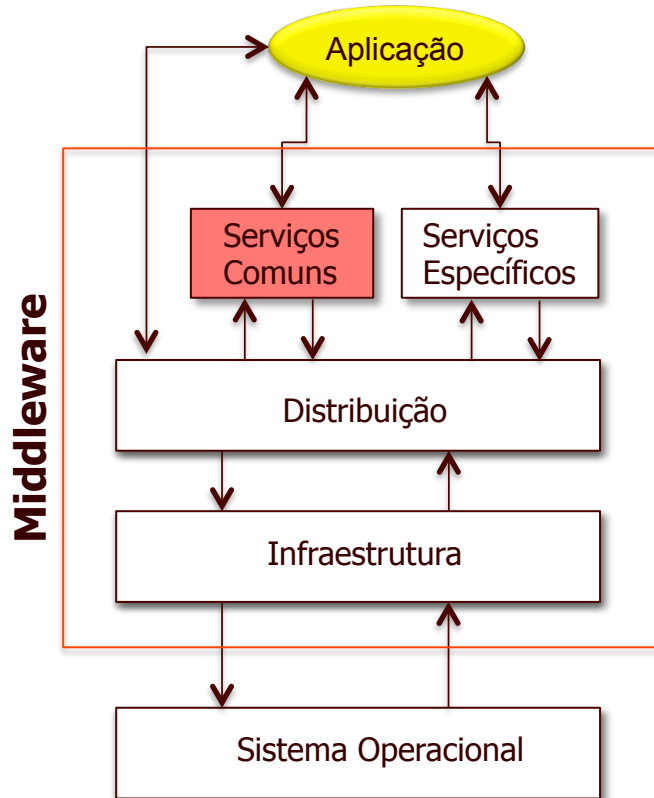 Aplicação
Middleware
Serviços
Comuns
Serviços
Específicos
Distribuição
Infraestrutura
Sistema Operacional